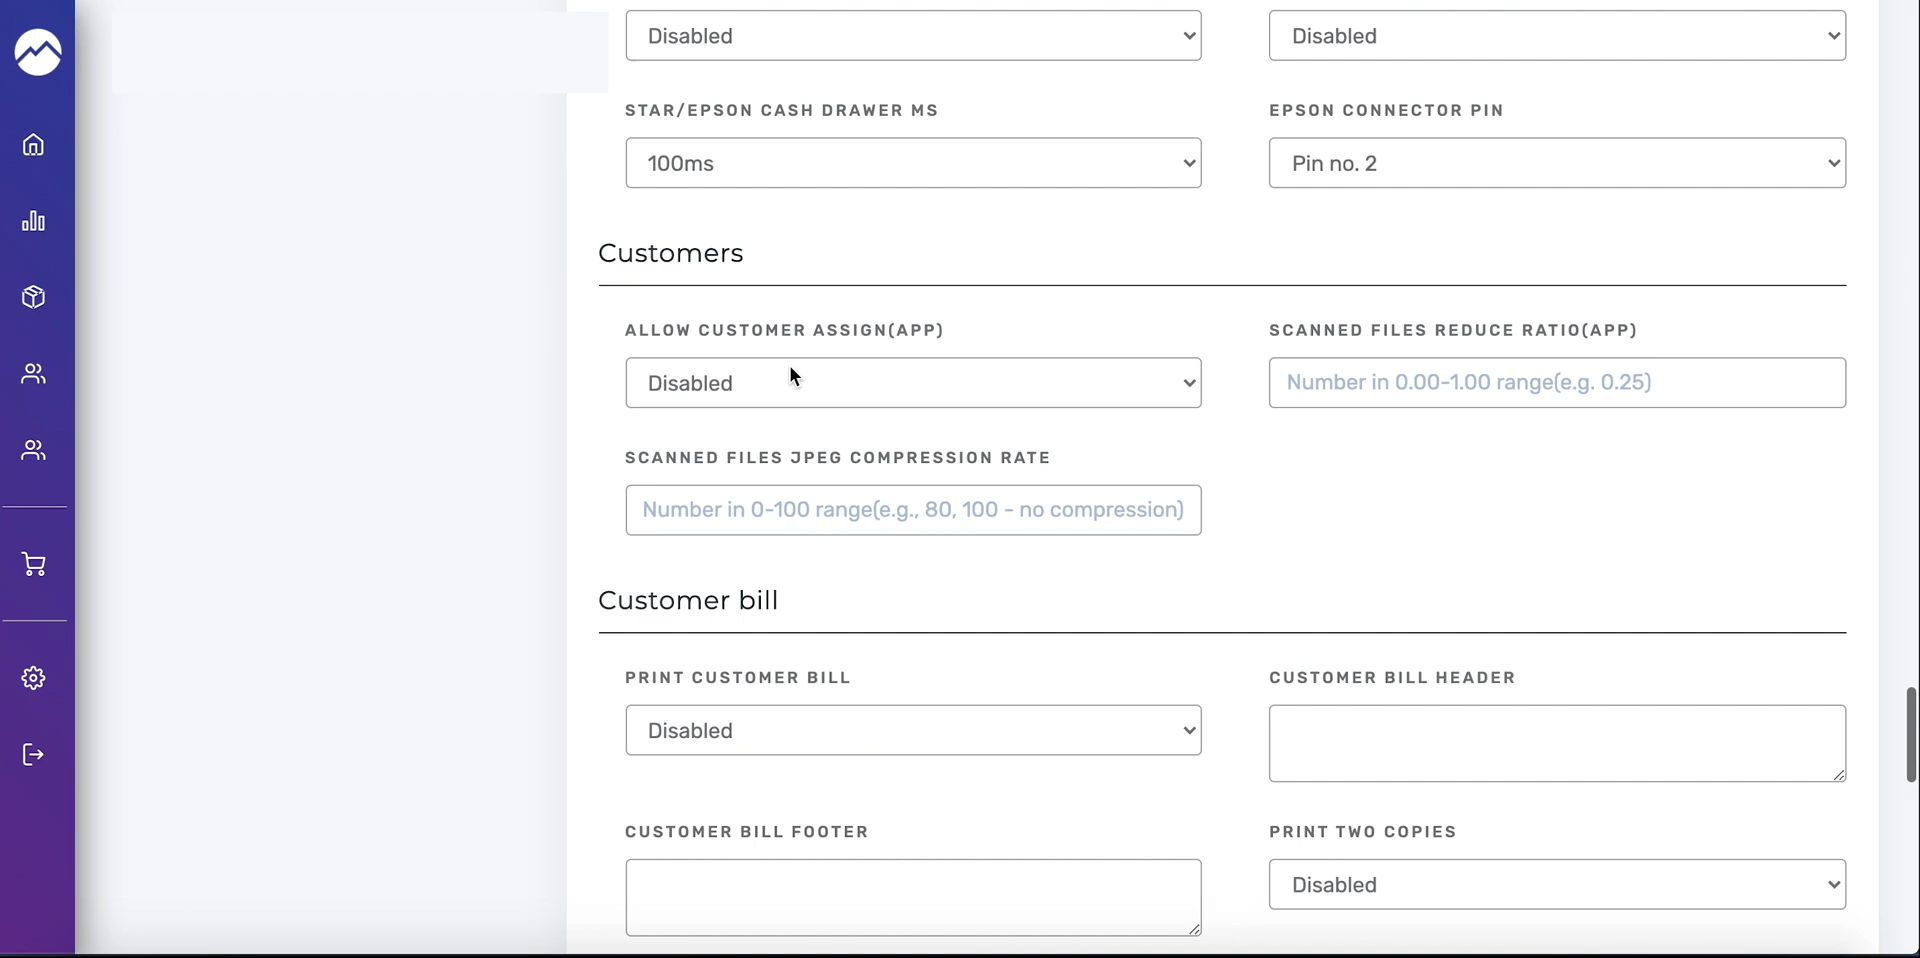 Disabled
Disabled
STAR/EPSON CASH DRAWER MS
EPSON CONNECTOR PIN
100ms
Pin no. 2
Customers
ALLOW CUSTOMER ASSIGN(APP)
SCANNED FILES REDUCE RATIO(APP)
Disabled
Number in 0.00-1.00 range(e.g. 0.25)
SCANNED FILES JPEG COMPRESSION RATE
Number in 0-100 range(e.g., 80, 100 - no compression)
Customer bill
PRINT CUSTOMER BILL
CUSTOMER BILL HEADER
Disabled
CUSTOMER BILL FOOTER
PRINT TWO COPIES
Disabled